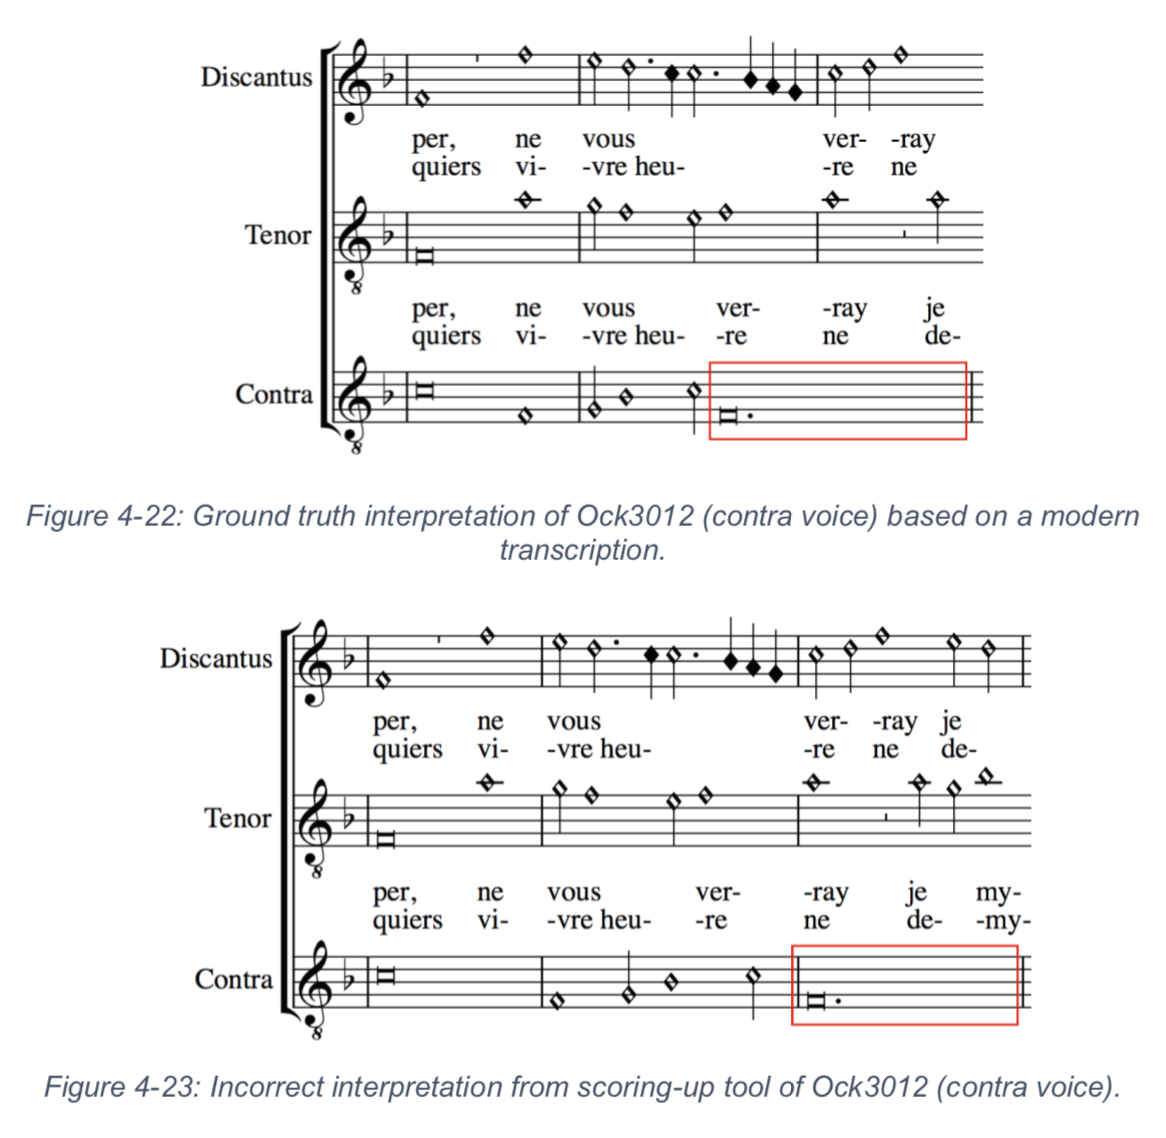 Discantus
per, ne vous ver- -ray
quiers vi- -vre heu- -re ne
Tenor
8
per, ne vous ver- -ray je
quiers vi- -vre heu- -re ne de-
Contra
8
Figure 4-22: Ground truth interpretation of Ock3012 (contra voice) based on a modern
transcription.
Discantus
per, ne vous ver- -ray je
quiers vi- -vre heu- -re ne de-
Tenor
8
per, ne vous ver- -ray je my-
quiers vi- -vre heu- -re ne de- -my-
Contra
8
Figure 4-23: Incorrect interpretation from scoring-up tool of Ock3012 (contra voice).